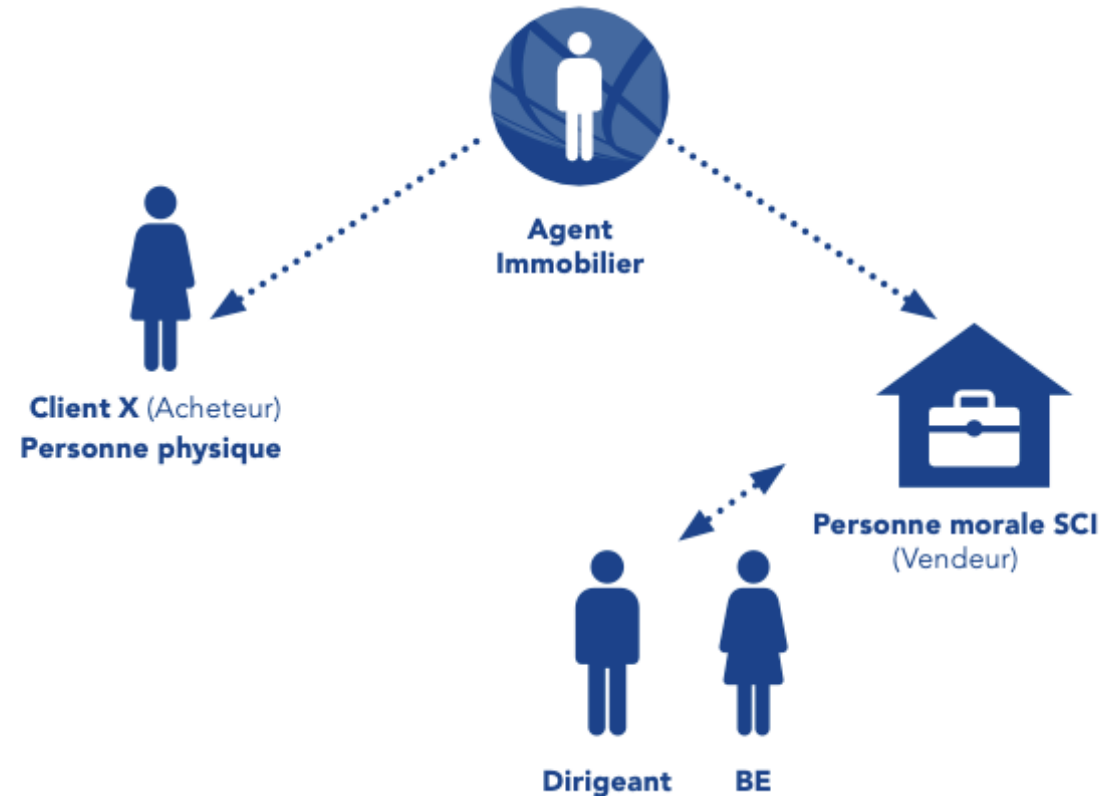 Agent
Immobilier
Client X (Acheteur)
Personne physique
Personne morale SCI
(Vendeur)
Dirigeant
BE